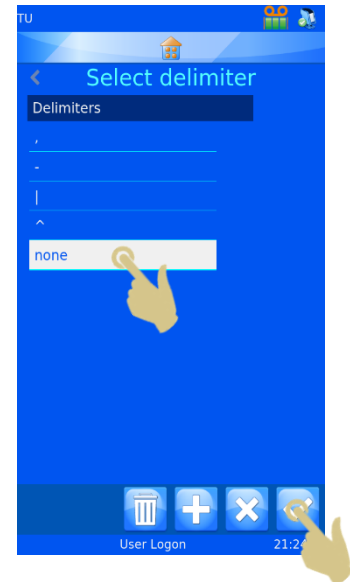 TU
Select delimiter
Delimiters
,
-
|
^
none
User Logon
21:24